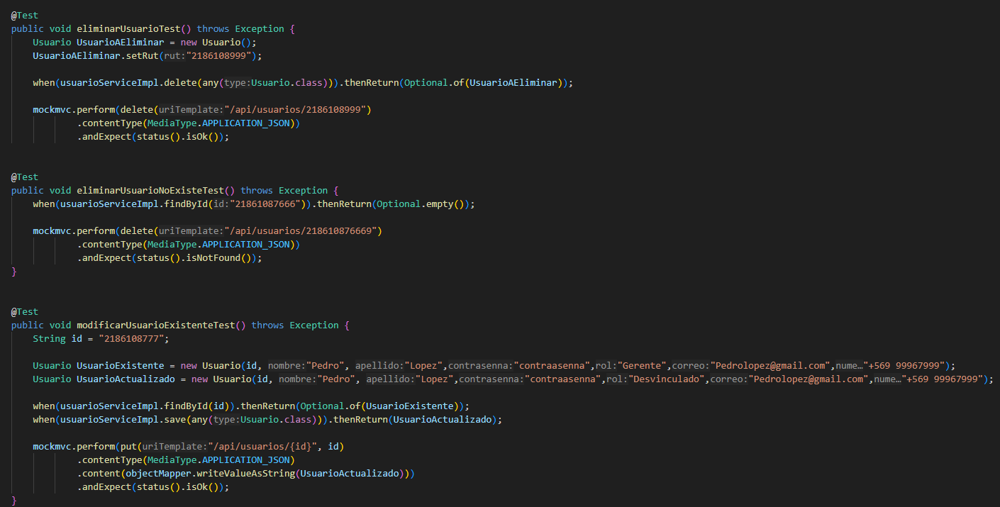 @Test
public void eliminarUsuarioTest() throws Exception {
    Usuario UsuarioAEliminar = new Usuario();
    UsuarioAEliminar.setRut(rut:"2186108999");

    when(usuarioServiceImpl.delete(any(type:Usuario.class))).thenReturn(Optional.of(UsuarioAEliminar));

    mockmvc.perform(delete(uriTemplate:"/api/usuarios/2186108999")
            .contentType(MediaType.APPLICATION_JSON))
            .andExpect(status().isOk());

@Test
public void eliminarUsuarioNoExisteTest() throws Exception {
    when(usuarioServiceImpl.findById(id:"21861087666")).thenReturn(Optional.empty());

    mockmvc.perform(delete(uriTemplate:"/api/usuarios/218610876669")
            .contentType(MediaType.APPLICATION_JSON))
            .andExpect(status().isNotFound());
}

@Test
public void modificarUsuarioExistenteTest() throws Exception {
    String id = "2186108777";

    Usuario UsuarioExistente = new Usuario(id, nombre:"Pedro", apellido:"Lopez",contrasenna:"contraasenna",rol:"Gerente",correo:"Pedrolopez@gmail.com",nume…"+569 99967999");
    Usuario UsuarioActualizado = new Usuario(id, nombre:"Pedro", apellido:"Lopez",contrasenna:"contraasenna",rol:"Desvinculado",correo:"Pedrolopez@gmail.com",nume…"+569 99967999");

    when(usuarioServiceImpl.findById(id)).thenReturn(Optional.of(UsuarioExistente));
    when(usuarioServiceImpl.save(any(type:Usuario.class))).thenReturn(UsuarioActualizado);

    mockmvc.perform(put(uriTemplate:"/api/usuarios/{id}", id)
            .contentType(MediaType.APPLICATION_JSON)
            .content(objectMapper.writeValueAsString(UsuarioActualizado)))
            .andExpect(status().isOk());
}